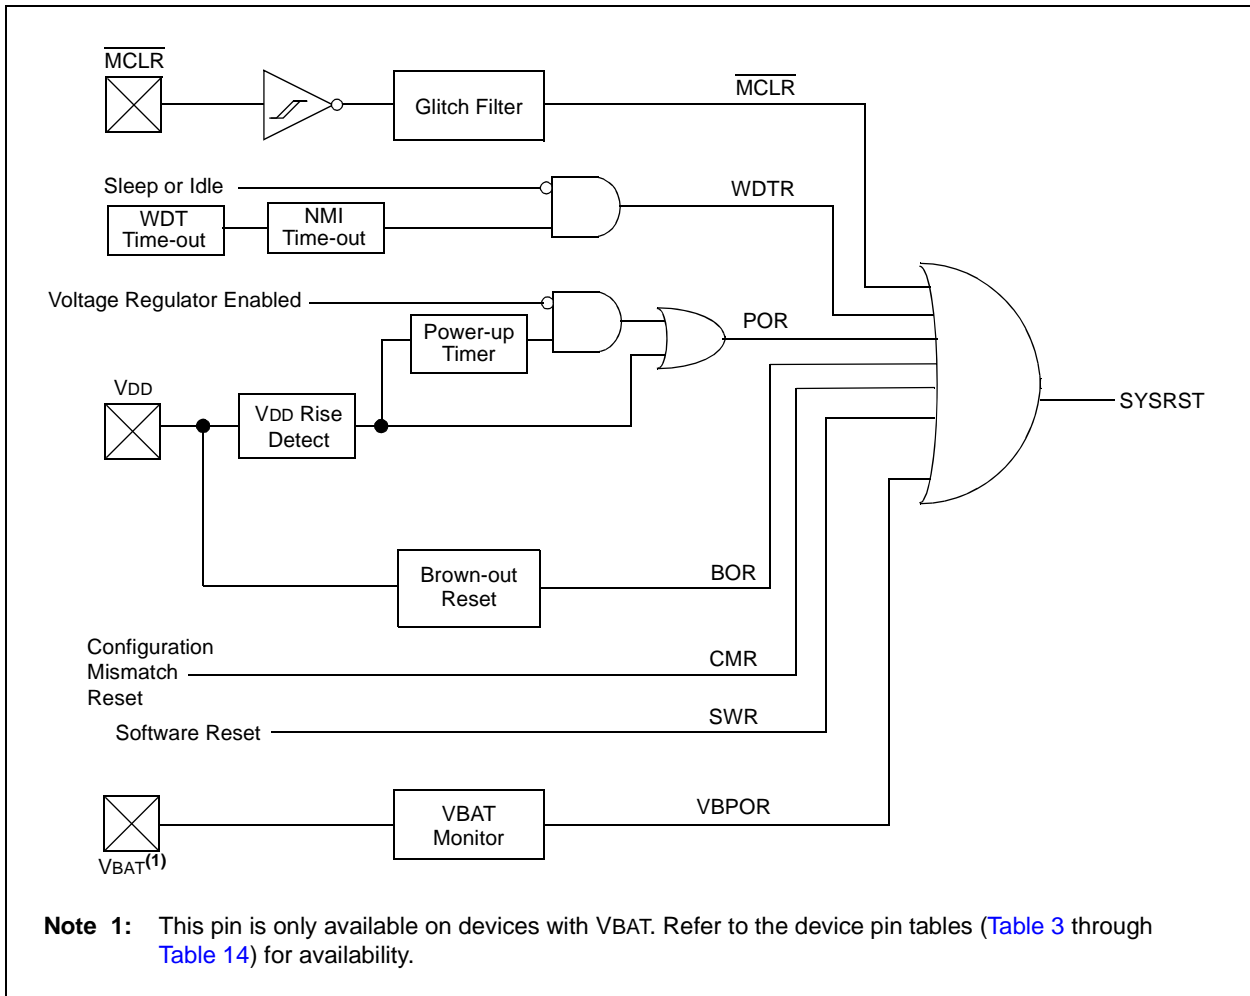 MCLR
Glitch Filter
MCLR
Sleep or Idle
WDT
Time-out
NMI
Time-out
WDTR
Voltage Regulator Enabled
Power-up
Timer
POR
VDD
VDD Rise
Detect
SYSRST
Brown-out
Reset
BOR
Configuration
Mismatch
Reset
CMR
Software Reset
SWR
VBAT
Monitor
VBPOR
VBAT(1)
Note 1: This pin is only available on devices with VBAT. Refer to the device pin tables (Table 3 through
Table 14) for availability.